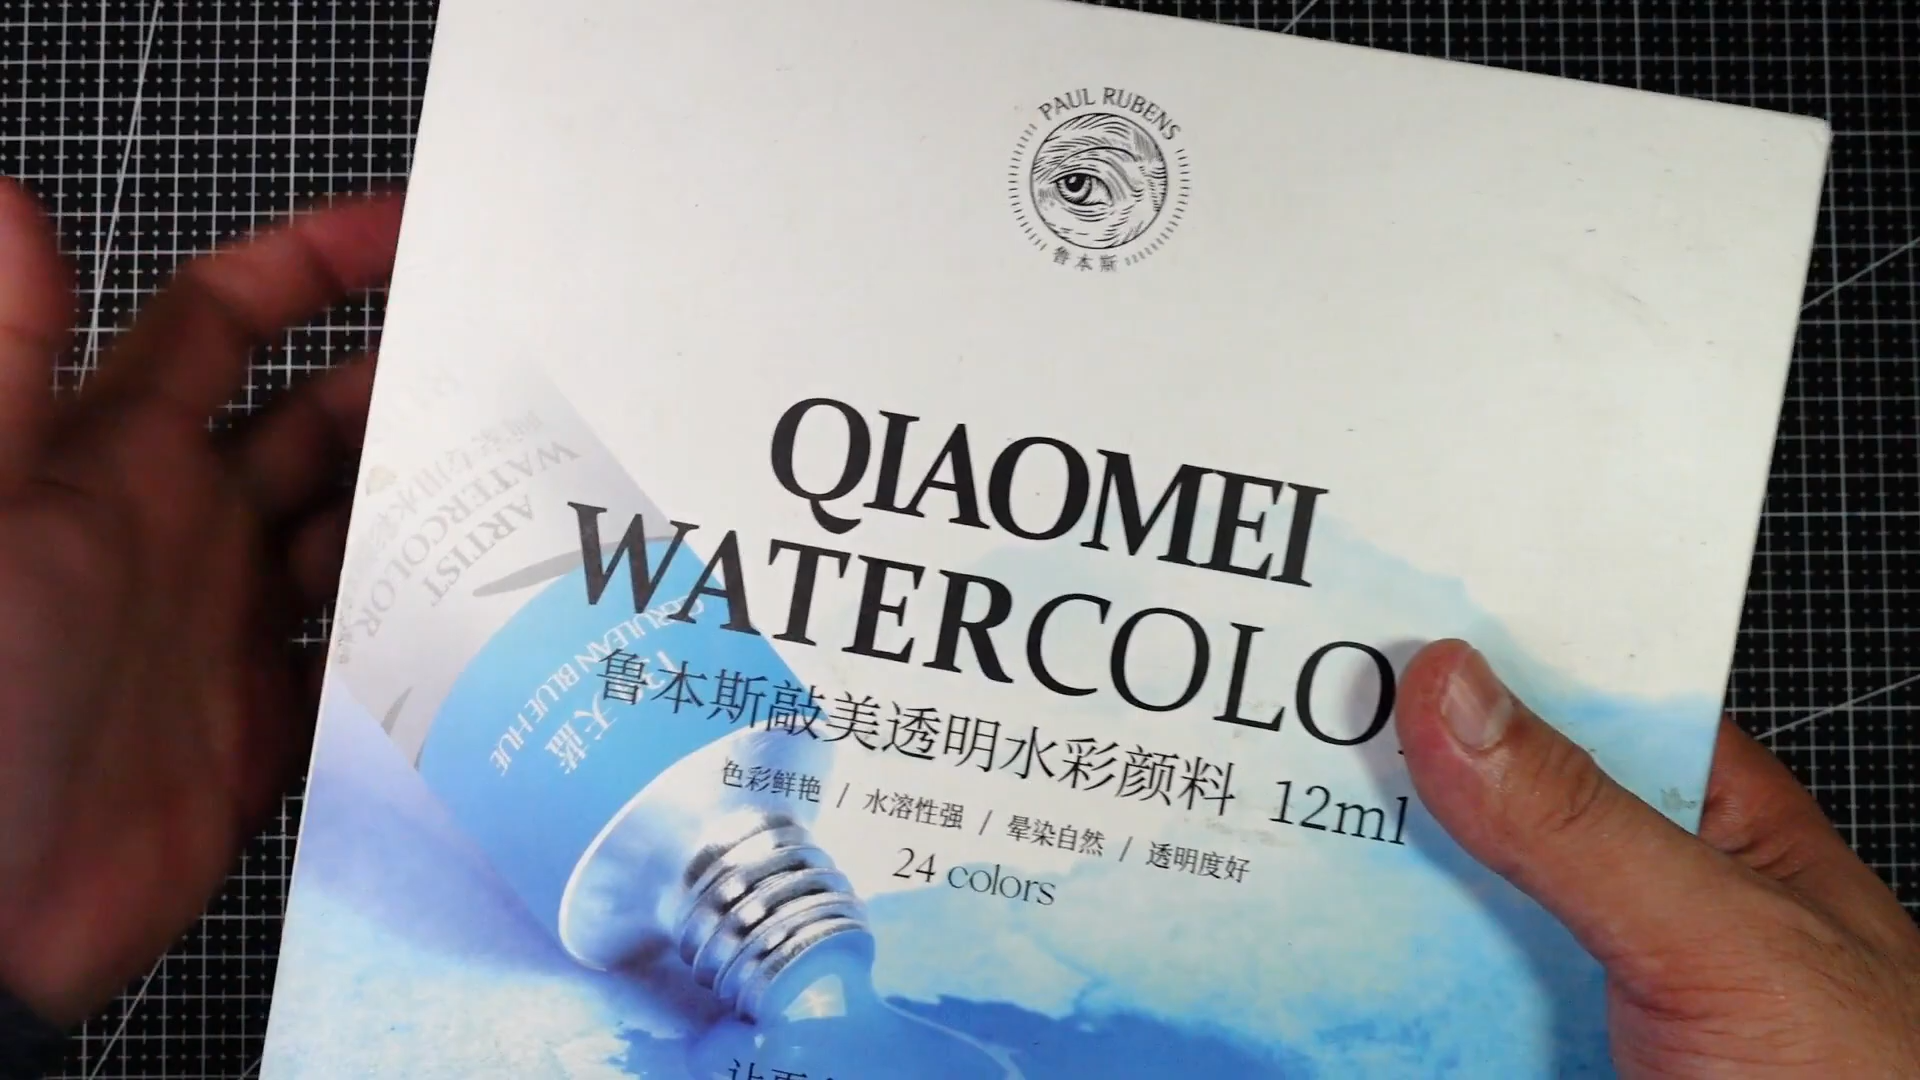 PAUL RUBENS
鲁本斯
QIAOMEI
WATERCOLO
鲁本斯敲美透明水彩颜料 12ml
色彩鲜艳 / 水溶性强 / 晕染自然 / 透明度好
24 colors
ARTIST
WATERCOLOR
CERULEAN BLUE HUE
天蓝